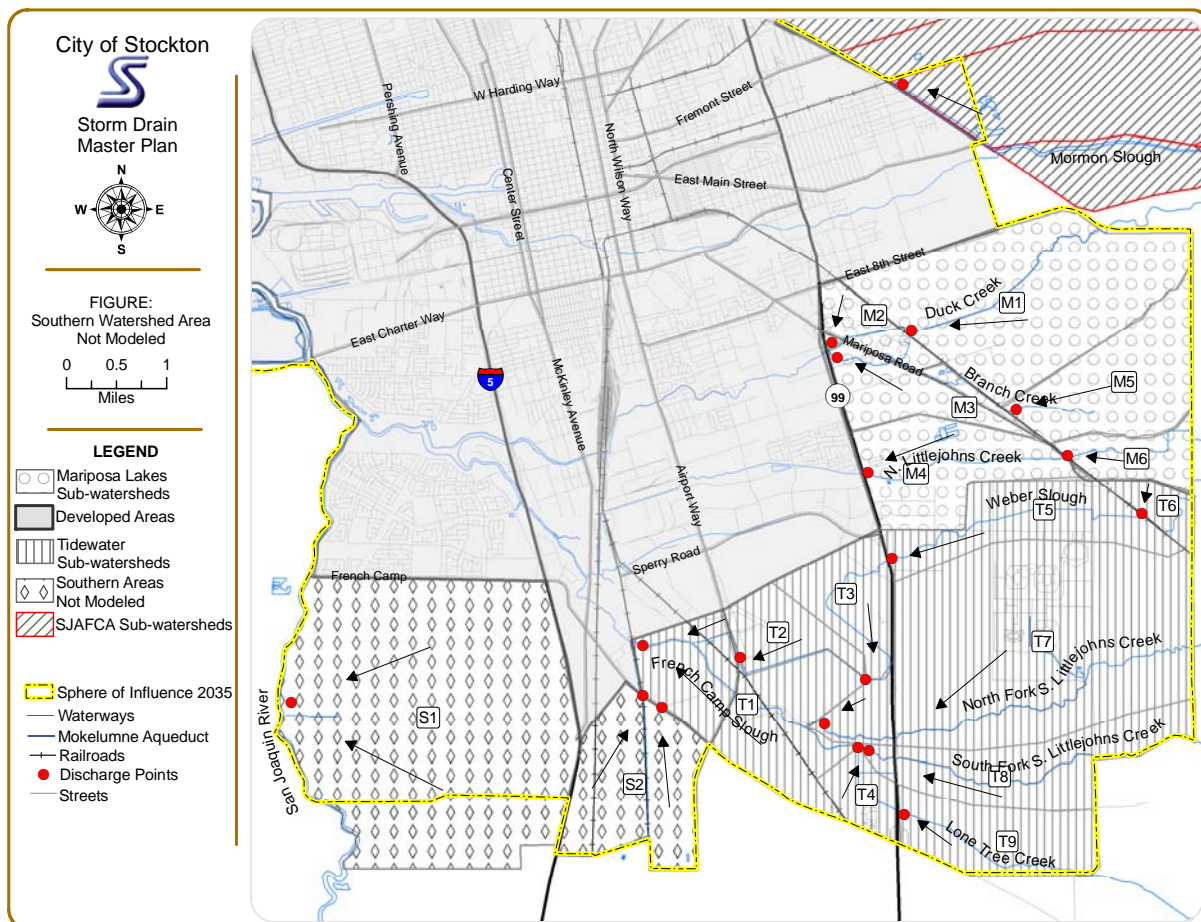 City of Stockton
Storm Drain
Master Plan
N
W
E
S
FIGURE:
Southern Watershed Area
Not Modeled
0 0.5 1
Miles
LEGEND
Mariposa Lakes
Sub-watersheds
Developed Areas
Tidewater
Sub-watersheds
Southern Areas
Not Modeled
SJAFCA Sub-watersheds
Sphere of Influence 2035
Waterways
Mokelumne Aqueduct
Railroads
Discharge Points
Streets
Pershing Avenue
W Harding Way
Fremont Street
North Wilson Way
Center Street
East Main Street
Mormon Slough
East 8th Street
East Charter Way
McKinley Avenue
5
99
Duck Creek
M1
M2
Mariposa Road
Branch Creek
M5
M3
N. Littlejohns Creek
M4
M6
Weber Slough
T5
T6
Airport Way
Sperry Road
French Camp
T3
T2
T7
French Camp Slough
T1
North Fork S. Littlejohns Creek
South Fork S. Littlejohns Creek
T8
T4
Lone Tree Creek
T9
S1
S2
San Joaquin River